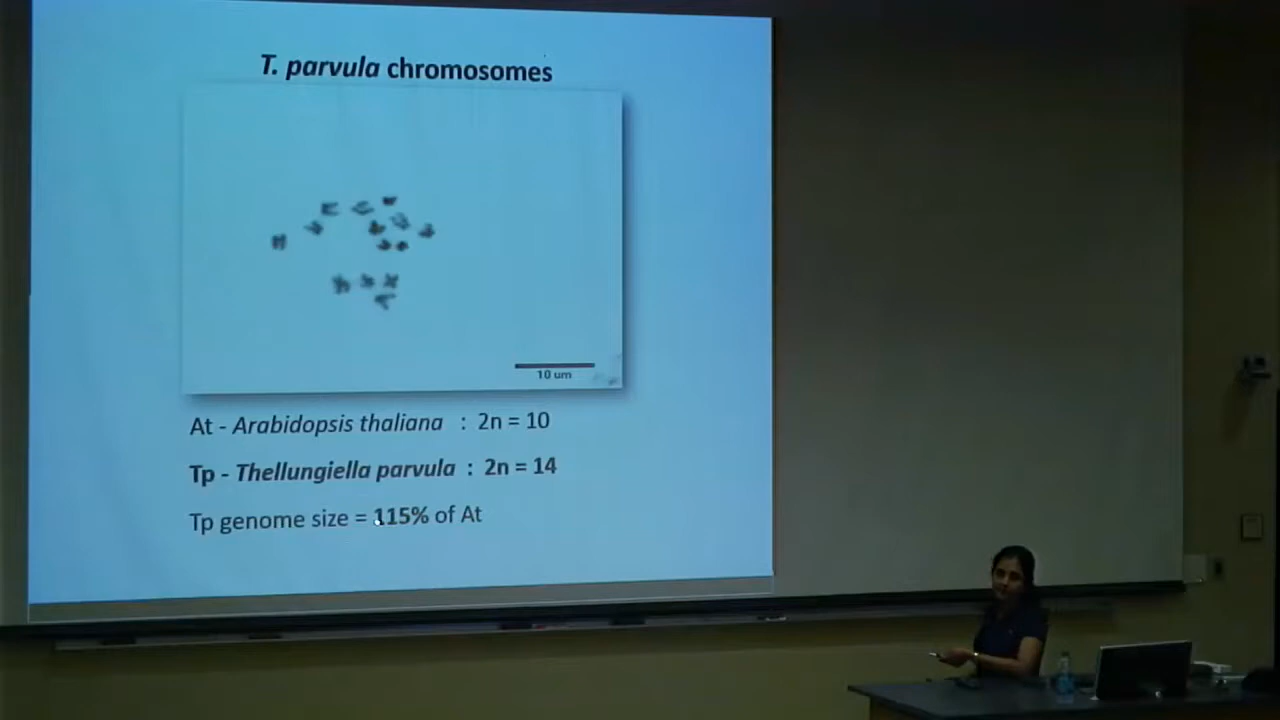 T. parvula chromosomes
10 um
At - Arabidopsis thaliana : 2n = 10
Tp - Thellungiella parvula : 2n = 14
Tp genome size = 115% of At